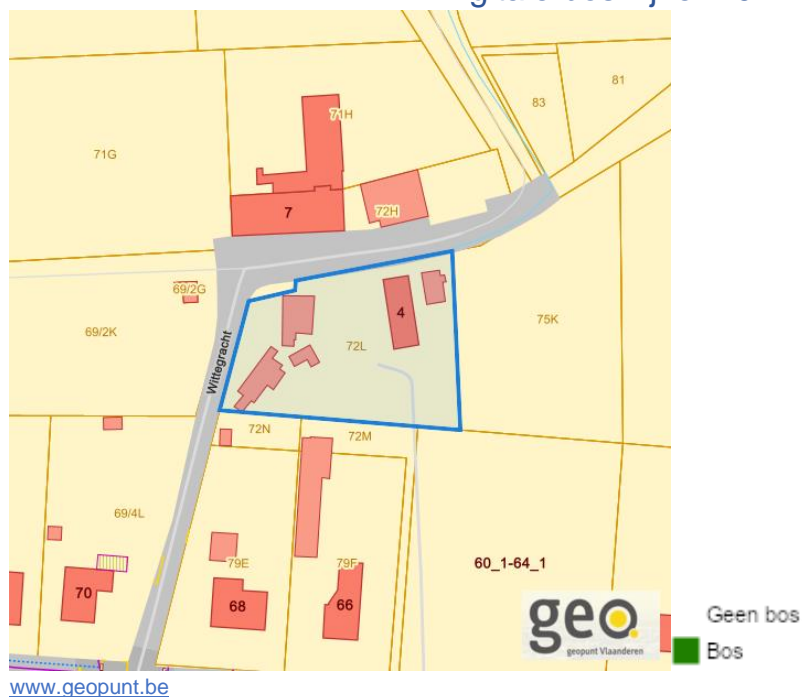 81
83
71H
71G
7
72H
69/2G
4
75K
69/2K
Wittegracht
72L
72N
72M
69/4L
79E
79F
60_1-64_1
70
68
66
geo
geopunt Vlaanderen
Geen bos
Bos
www.geopunt.be